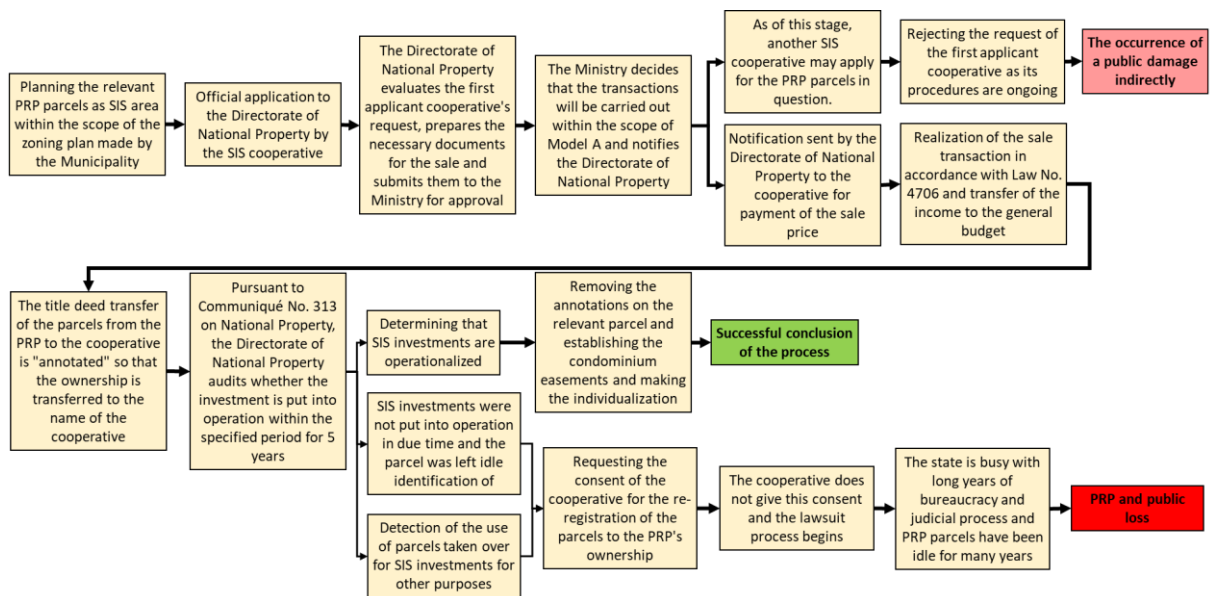 Planning the relevant
PRP parcels as SIS area
within the scope of the
zoning plan made by
the Municipality
Official application to
the Directorate of
National Property by
the SIS cooperative
The Directorate of
National Property
evaluates the first
applicant cooperative's
request, prepares the
necessary documents
for the sale and
submits them to the
Ministry for approval
The Ministry decides
that the transactions
will be carried out
within the scope of
Model A and notifies
the Directorate of
National Property
As of this stage,
another SIS
cooperative may apply
for the PRP parcels in
question.
Rejecting the request of
the first applicant
cooperative as its
procedures are ongoing
The occurrence of
a public damage
indirectly
Notification sent by the
Directorate of National
Property to the
cooperative for
payment of the sale
price
Realization of the sale
transaction in
accordance with Law No.
4706 and transfer of the
income to the general
budget
The title deed transfer
of the parcels from the
PRP to the cooperative
is "annotated" so that
the ownership is
transferred to the
name of the
cooperative
Pursuant to
Communiqué No. 313
on National Property,
the Directorate of
National Property
audits whether the
investment is put into
operation within the
specified period for 5
years
Determining that
SIS investments are
operationalized
Removing the
annotations on the
relevant parcel and
establishing the
condominium
easements and making
the individualization
Successful conclusion
of the process
SIS investments were
not put into operation
in due time and the
parcel was left idle
identification of
Detection of the use of
parcels taken over
for SIS investments for
other purposes
Requesting the
consent of the
cooperative for the re-
registration of the
parcels to the PRP's
ownership
The cooperative does
not give this consent
and the lawsuit
process begins
The state is busy with
long years of
bureaucracy and
judicial process and
PRP parcels have been
idle for many years
PRP and public
loss